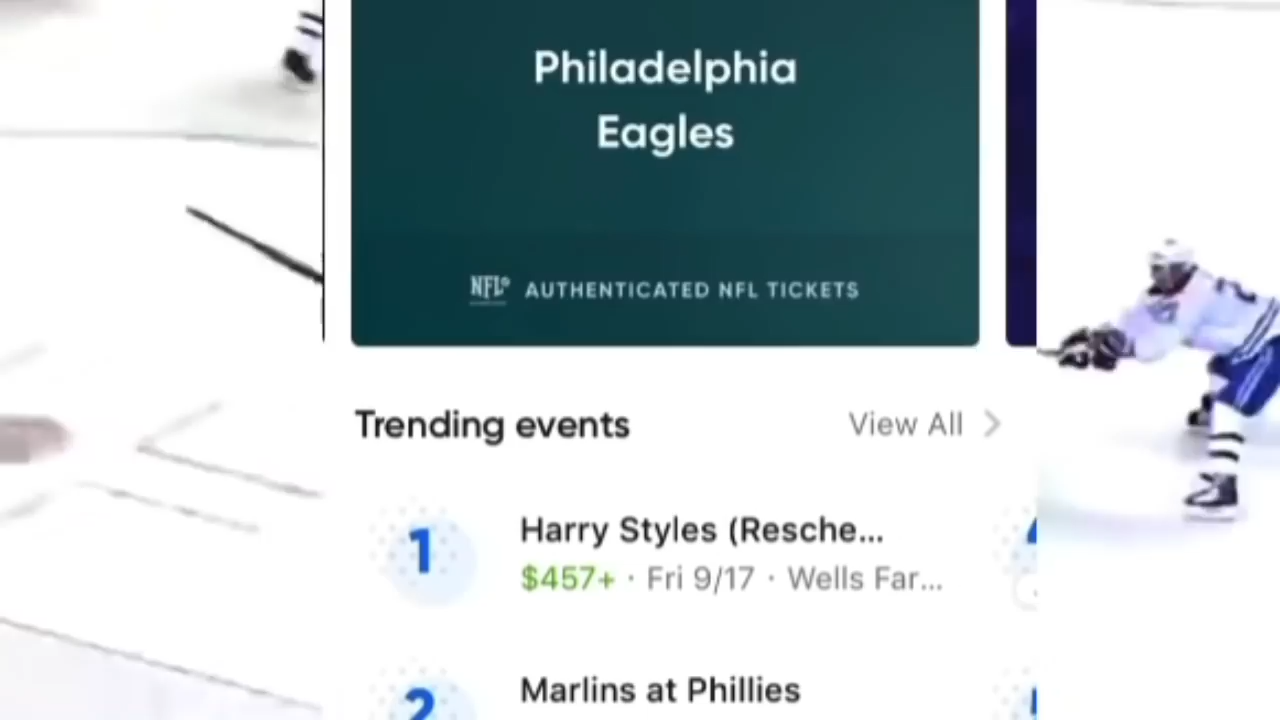 Philadelphia
Eagles
NFL AUTHENTICATED NFL TICKETS
Trending events View All
1
Harry Styles (Resche...
$457+ · Fri 9/17 · Wells Far...
2
Marlins at Phillies